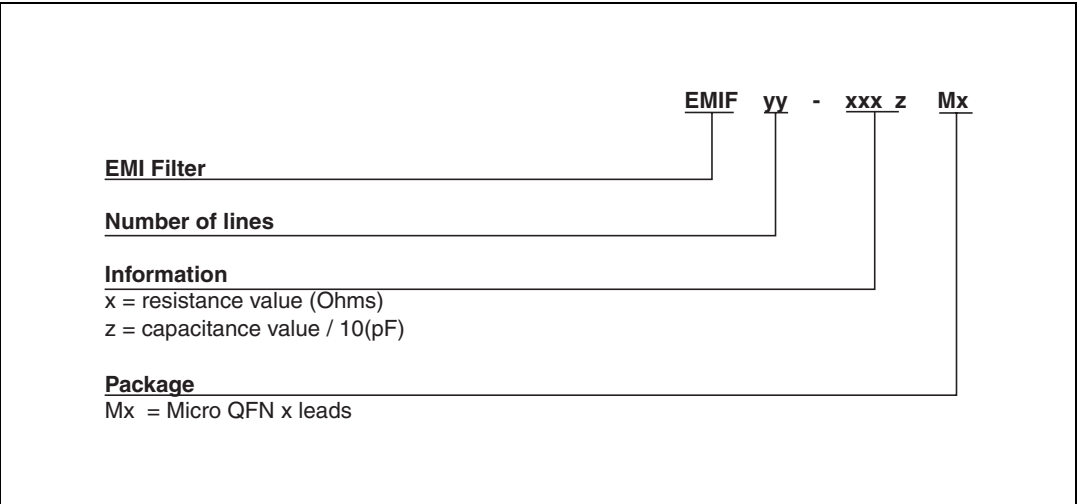 EMIF yy - xxx z Mx
EMI Filter
Number of lines
Information
x = resistance value (Ohms)
z = capacitance value / 10(pF)
Package
Mx = Micro QFN x leads